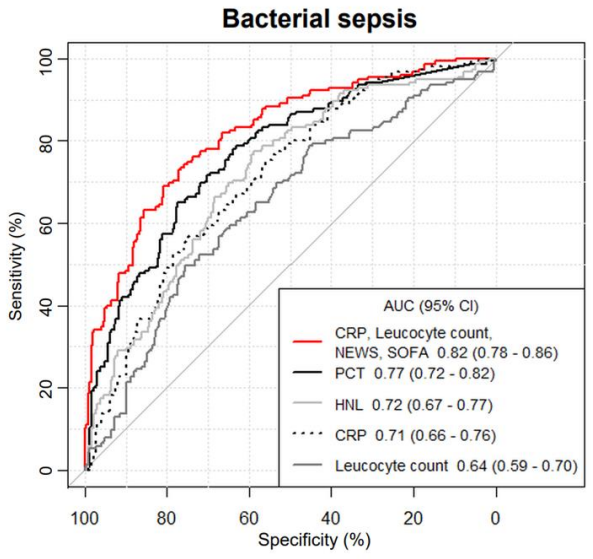 Bacterial sepsis
Sensitivity (%)
100
80
60
40
20
0
AUC (95% CI)
CRP, Leucocyte count,
NEWS, SOFA 0.82 (0.78 - 0.86)
PCT 0.77 (0.72 - 0.82)
HNL 0.72 (0.67 - 0.77)
CRP 0.71 (0.66 - 0.76)
Leucocyte count 0.64 (0.59 - 0.70)
100 80 60 40 20 0
Specificity (%)